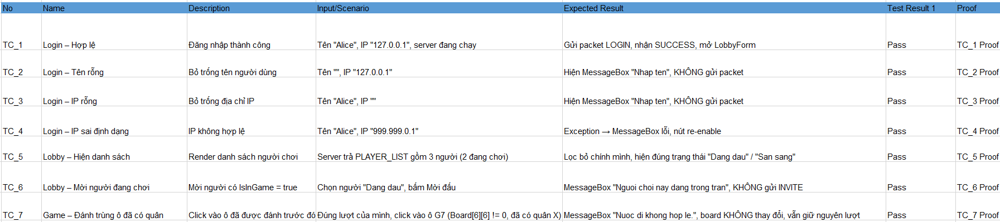 No Name Description Input/Scenario Expected Result Test Result 1 Proof
TC_1 Login – Hợp lệ Đăng nhập thành công Tên "Alice", IP "127.0.0.1", server đang chạy Gửi packet LOGIN, nhận SUCCESS, mở LobbyForm Pass TC_1 Proof
TC_2 Login – Tên rỗng Bỏ trống tên người dùng Tên "", IP "127.0.0.1" Hiện MessageBox "Nhap ten", KHÔNG gửi packet Pass TC_2 Proof
TC_3 Login – IP rỗng Bỏ trống địa chỉ IP Tên "Alice", IP "" Hiện MessageBox "Nhap ten", KHÔNG gửi packet Pass TC_3 Proof
TC_4 Login – IP sai định dạng IP không hợp lệ Tên "Alice", IP "999.999.0.1" Exception → MessageBox lỗi, nút re-enable Pass TC_4 Proof
TC_5 Lobby – Hiện danh sách Render danh sách người chơi Server trả PLAYER_LIST gồm 3 người (2 đang chơi) Lọc bỏ chính mình, hiện đúng trạng thái "Dang dau" / "San sang" Pass TC_5 Proof
TC_6 Lobby – Mời người đang chơi Mời người có IsInGame = true Chọn người "Dang dau", bấm Mời đấu MessageBox "Nguoi choi nay dang trong tran", KHÔNG gửi INVITE Pass TC_6 Proof
TC_7 Game – Đánh trùng ô đã có quân Click vào ô đã được đánh trước đó Đúng lượt của mình, click vào ô G7 (Board[6][6] != 0, đã có quân X) MessageBox "Nuoc di khong hop le.", board KHÔNG thay đổi, vẫn giữ nguyên lượt Pass TC_7 Proof